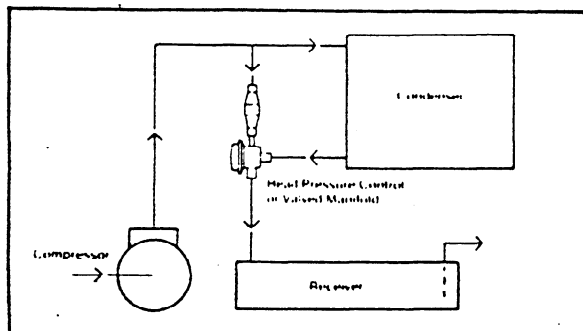 Condenser
Head Pressure Control
or Valved Manifold
Compressor
Receiver